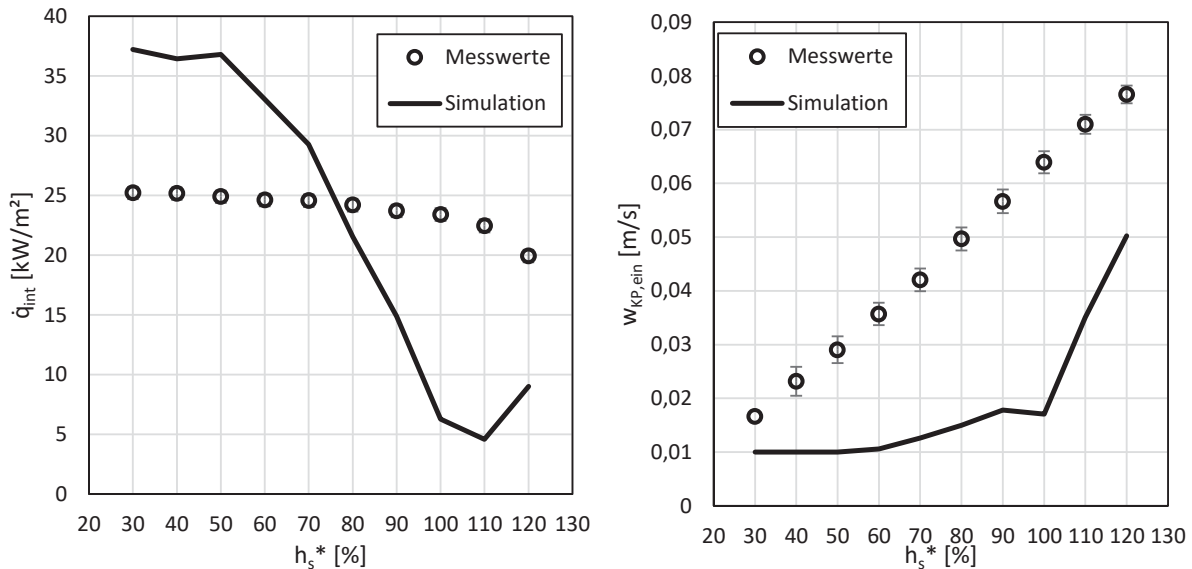 40
35
30
25
20
15
10
5
0
q̇int [kW/m²]
Messwerte
Simulation
20 30 40 50 60 70 80 90 100 110 120 130
hs* [%]
0,09
0,08
0,07
0,06
0,05
0,04
0,03
0,02
0,01
0
wKP,ein [m/s]
Messwerte
Simulation
20 30 40 50 60 70 80 90 100 110 120 130
hs* [%]